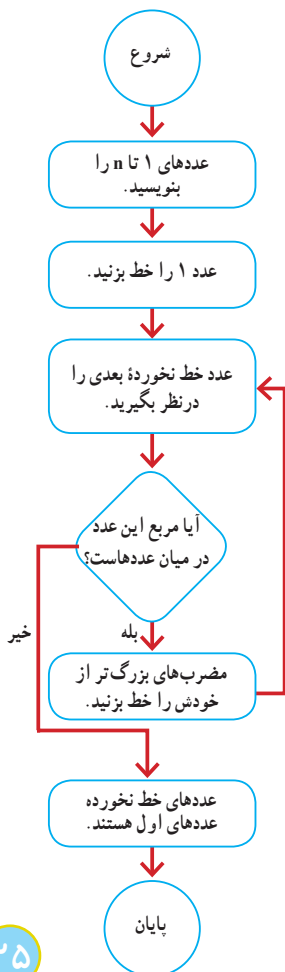 شروع
عددهای ۱ تا n را
بنویسید.
عدد ۱ را خط بزنید.
عدد خط نخوردهٔ بعدی را
درنظر بگیرید.
آیا مربع این عدد
در میان عددهاست؟
خیر
بله
مضرب‌های بزرگ‌تر از
خودش را خط بزنید.
عددهای خط نخورده
عددهای اول هستند.
پایان
۲۵